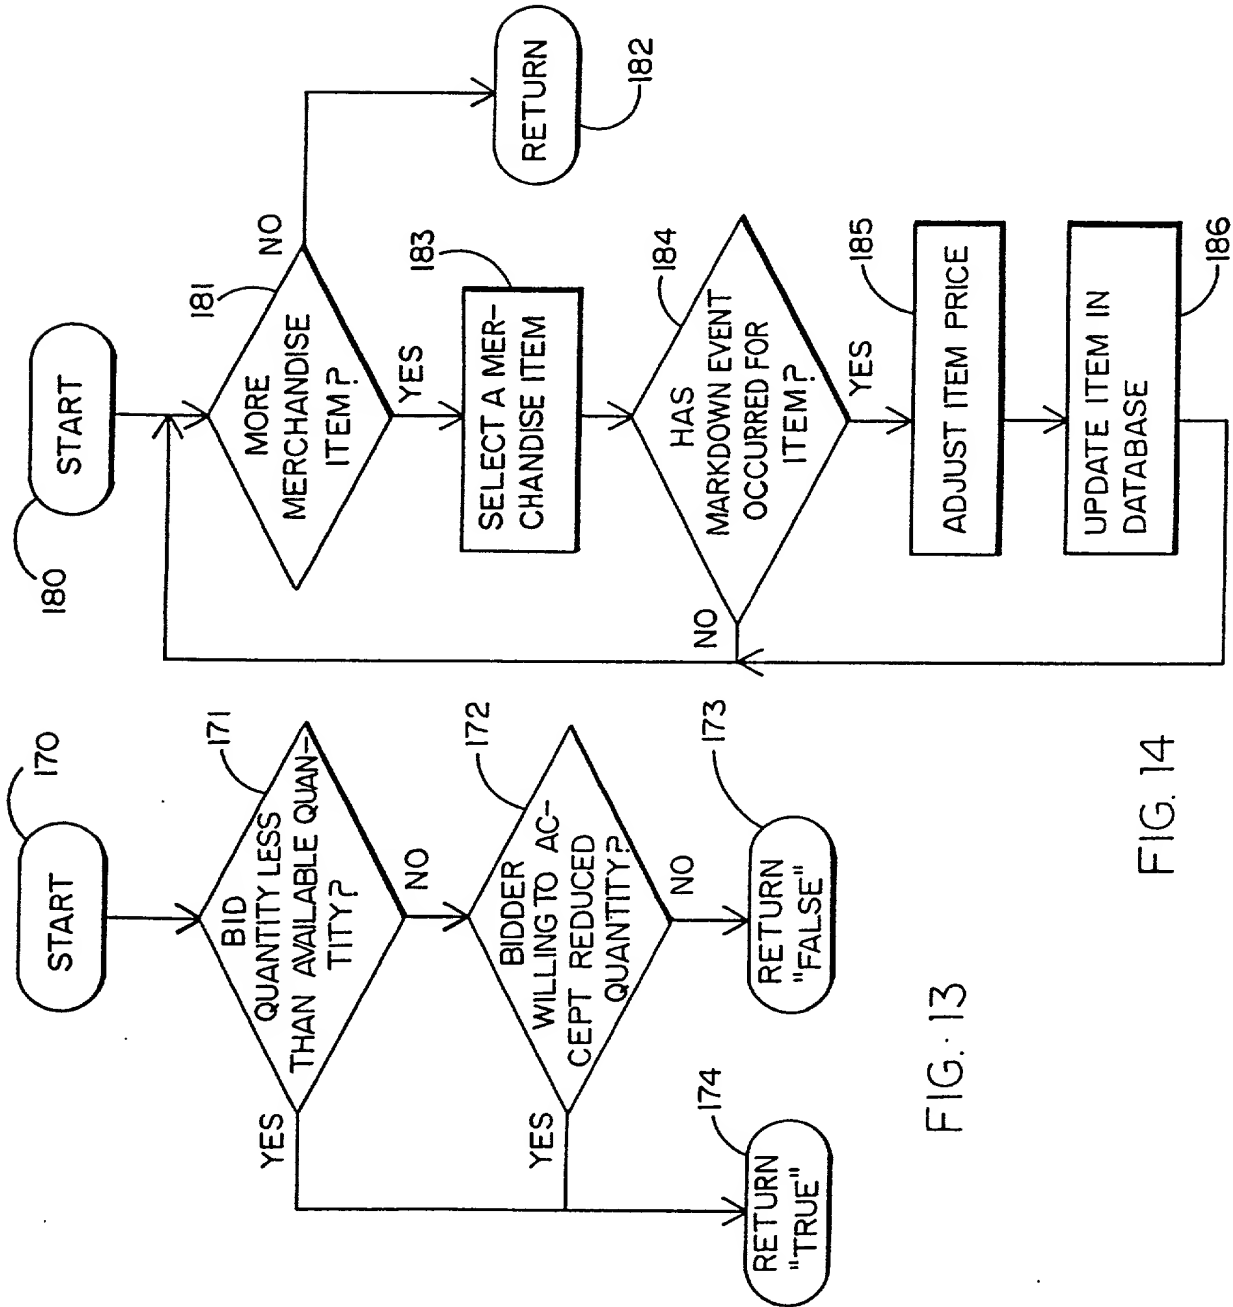 170
START
171
BID
QUANTITY LESS
THAN AVAILABLE QUAN-
TITY?
YES
NO
172
BIDDER
WILLING TO AC-
CEPT REDUCED
QUANTITY?
YES
NO
174
RETURN
"TRUE"
173
RETURN
"FALSE"
FIG. 13
180
START
181
MORE
MERCHANDISE
ITEM?
NO
YES
RETURN
182
183
SELECT A MER-
CHANDISE ITEM
184
HAS
MARKDOWN EVENT
OCCURRED FOR
ITEM?
NO
YES
185
ADJUST ITEM PRICE
UPDATE ITEM IN
DATABASE
186
FIG. 14